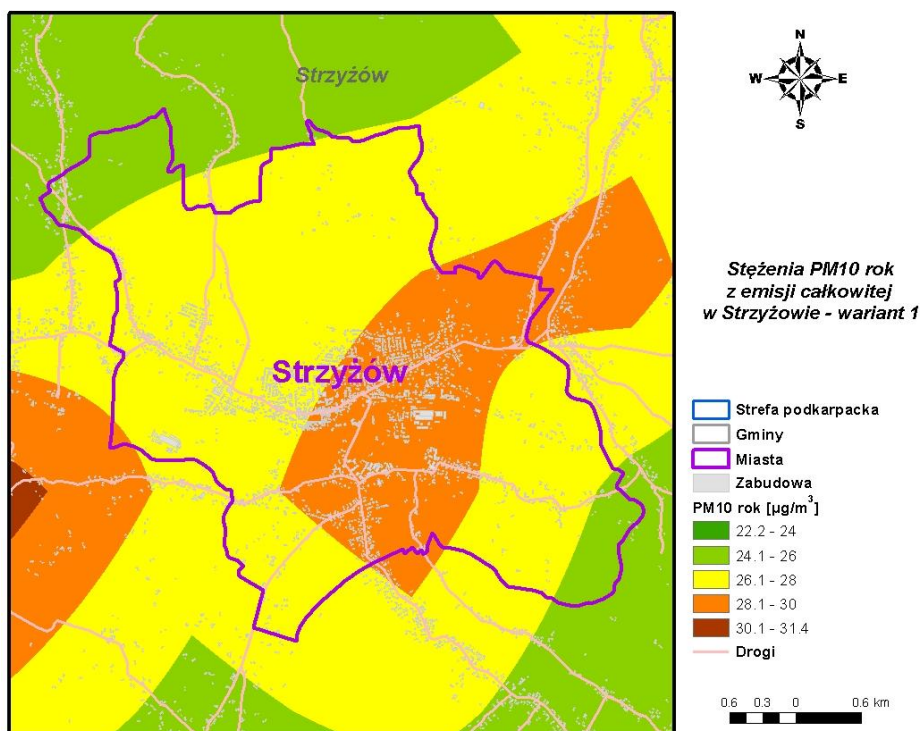 Strzyżów
Strzyżów
N
W
E
S
Stężenia PM10 rok
z emisji całkowitej
w Strzyżowie - wariant 1
Strefa podkarpacka
Gminy
Miasta
Zabudowa
PM10 rok [µg/m³]
22.2 - 24
24.1 - 26
26.1 - 28
28.1 - 30
30.1 - 31.4
Drogi
0.6 0.3 0 0.6 km